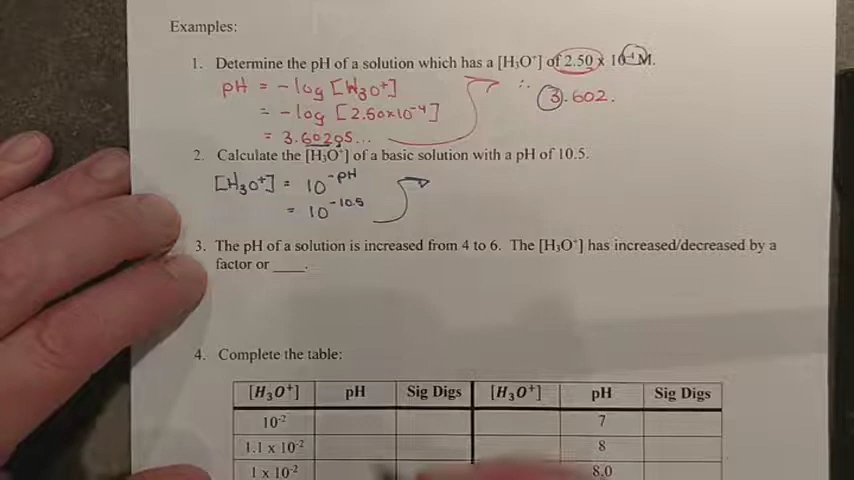 Examples:
1. Determine the pH of a solution which has a [H₃O⁺] of 2.50 x 10⁻⁴ M.
pH = -log [H₃O⁺]
= -log [2.50x10⁻⁴]
= 3.60205...
∴ 3.602.
2. Calculate the [H₃O⁺] of a basic solution with a pH of 10.5.
[H₃O⁺] = 10⁻ᵖᴴ
= 10⁻¹⁰·⁵
3. The pH of a solution is increased from 4 to 6. The [H₃O⁺] has increased/decreased by a
factor or ____.
4. Complete the table:
[H₃O⁺] pH Sig Digs [H₃O⁺] pH Sig Digs
10⁻² 7
1.1 x 10⁻² 8
1 x 10⁻² 8.0